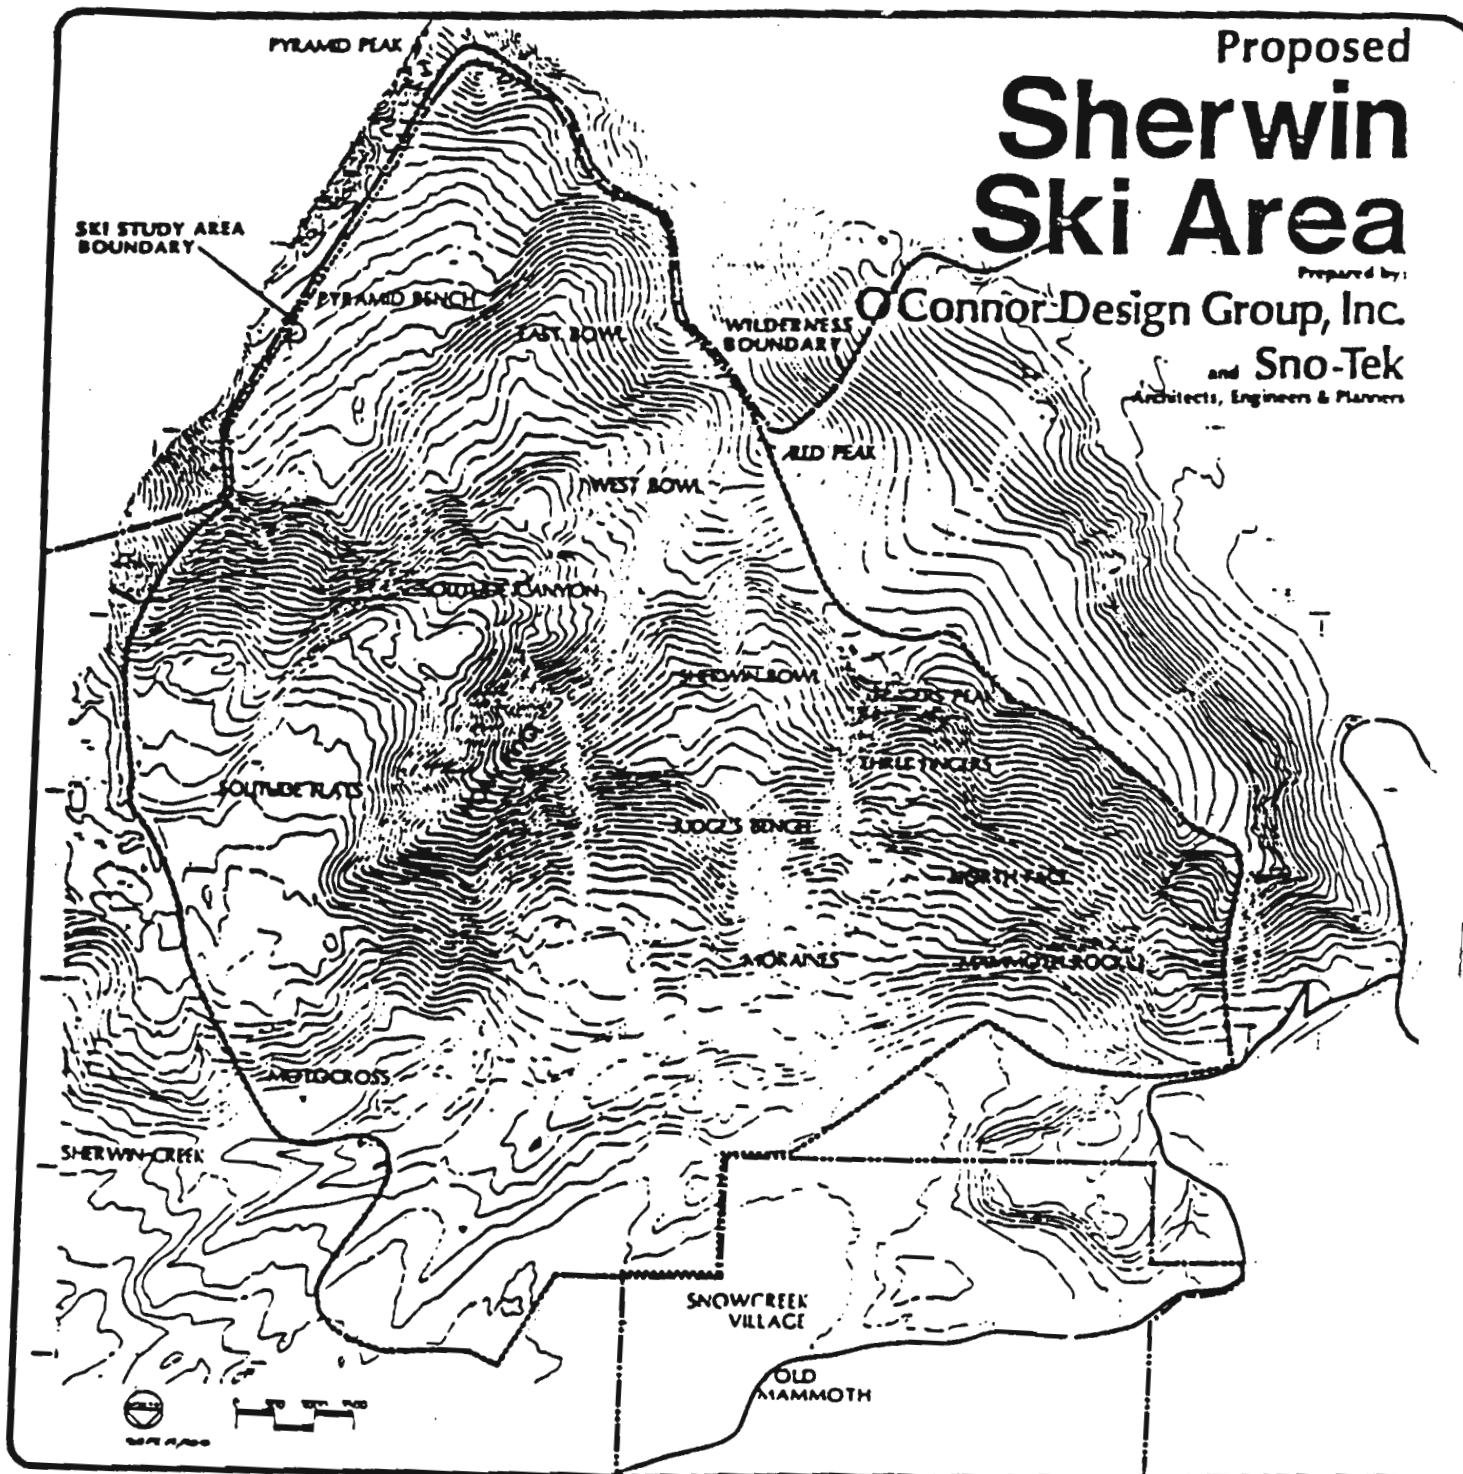 PYRAMID PEAK
Proposed
Sherwin
Ski Area
Prepared by:
O'Connor Design Group, Inc.
and Sno-Tek
Architects, Engineers & Planners
SKI STUDY AREA
BOUNDARY
PYRAMID BENCH
EAST BOWL
WILDERNESS
BOUNDARY
RED PEAK
WEST BOWL
SOLITUDE CANYON
SHERWIN BOWL
PEAK
THREE FINGERS
SOLITUDE FLATS
JUDGE'S BENCH
NORTH FACE
MORAINES
MAMMOTH ROCK
MOTOCROSS
SHERWIN CREEK
SNOWCREEK
VILLAGE
OLD
MAMMOTH